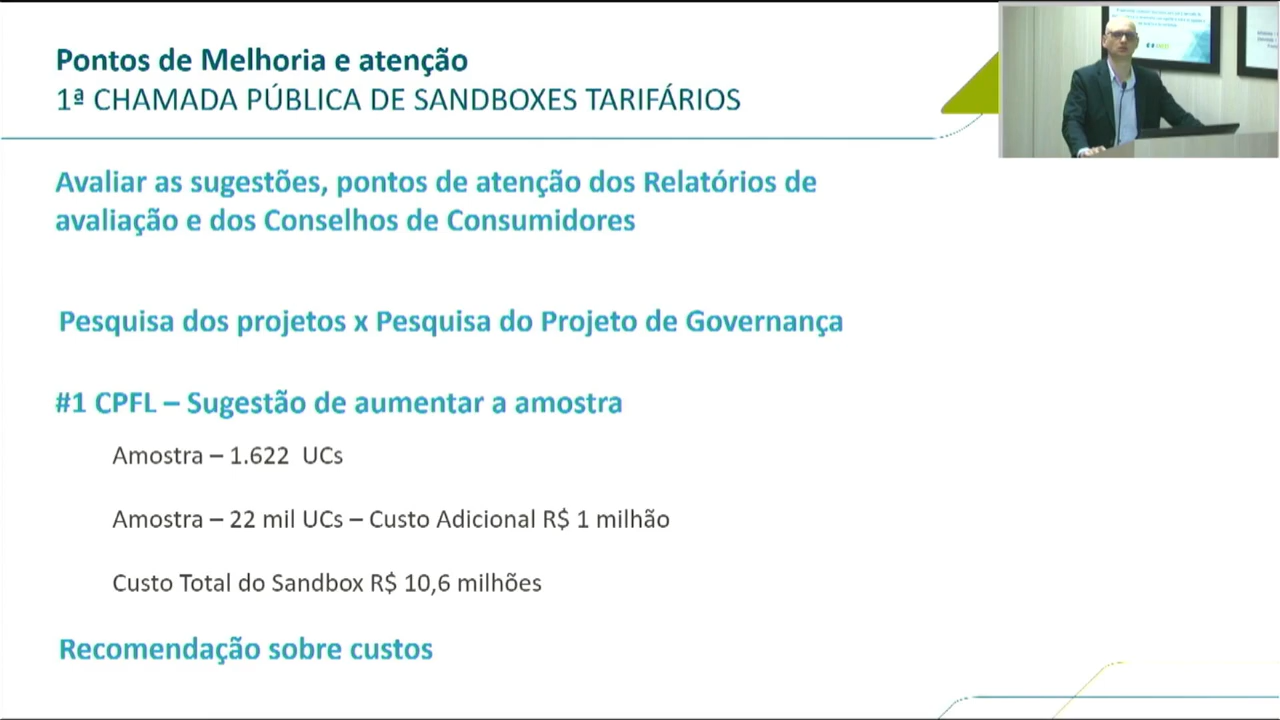 Pontos de Melhoria e atenção
1ª CHAMADA PÚBLICA DE SANDBOXES TARIFÁRIOS
Avaliar as sugestões, pontos de atenção dos Relatórios de
avaliação e dos Conselhos de Consumidores
Pesquisa dos projetos x Pesquisa do Projeto de Governança
#1 CPFL – Sugestão de aumentar a amostra
Amostra – 1.622 UCs
Amostra – 22 mil UCs – Custo Adicional R$ 1 milhão
Custo Total do Sandbox R$ 10,6 milhões
Recomendação sobre custos